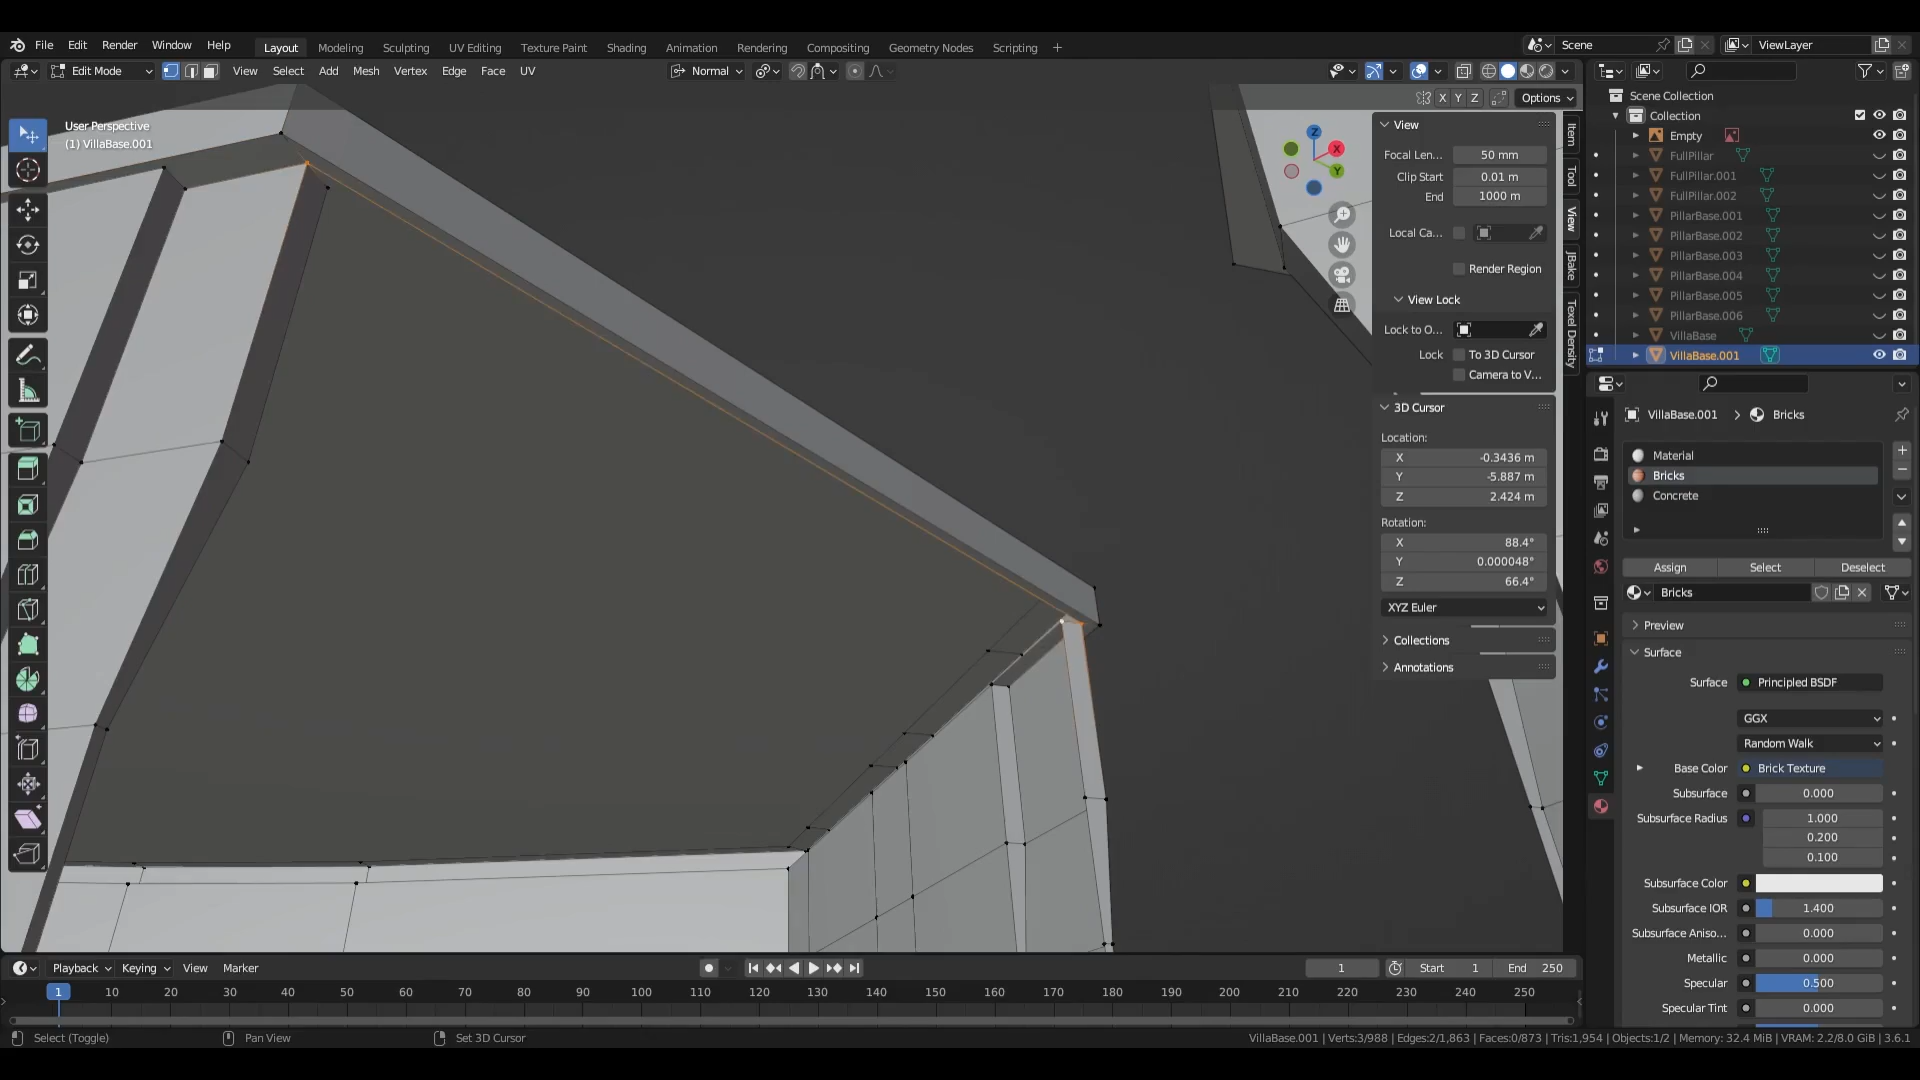 File Edit Render Window Help Layout Modeling Sculpting UV Editing Texture Paint Shading Animation Rendering Compositing Geometry Nodes Scripting + Scene ViewLayer
Edit Mode View Select Add Mesh Vertex Edge Face UV Normal
X Y Z Options
User Perspective
(1) VillaBase.001
Z
X
Y
View
Focal Len... 50 mm
Clip Start 0.01 m
End 1000 m
Local Ca...
Render Region
View Lock
Lock to O...
Lock To 3D Cursor
Camera to V...
3D Cursor
Location:
X -0.3436 m
Y -5.887 m
Z 2.424 m
Rotation:
X 88.4°
Y 0.000048°
Z 66.4°
XYZ Euler
Collections
Annotations
Item
Tool
View
JBake
Texel Density
Scene Collection
Collection
Empty
FullPillar
FullPillar.001
FullPillar.002
PillarBase.001
PillarBase.002
PillarBase.003
PillarBase.004
PillarBase.005
PillarBase.006
VillaBase
VillaBase.001
VillaBase.001 > Bricks
Material
Bricks
Concrete
Assign Select Deselect
Bricks
Preview
Surface
Surface Principled BSDF
GGX
Random Walk
Base Color Brick Texture
Subsurface 0.000
Subsurface Radius 1.000
0.200
0.100
Subsurface Color
Subsurface IOR 1.400
Subsurface Aniso... 0.000
Metallic 0.000
Specular 0.500
Specular Tint 0.000
Playback Keying View Marker 1 Start 1 End 250
1 10 20 30 40 50 60 70 80 90 100 110 120 130 140 150 160 170 180 190 200 210 220 230 240 250
Select (Toggle) Pan View Set 3D Cursor VillaBase.001 | Verts:3/988 | Edges:2/1,863 | Faces:0/873 | Tris:1,954 | Objects:1/2 | Memory: 32.4 MiB | VRAM: 2.2/8.0 GiB | 3.6.1